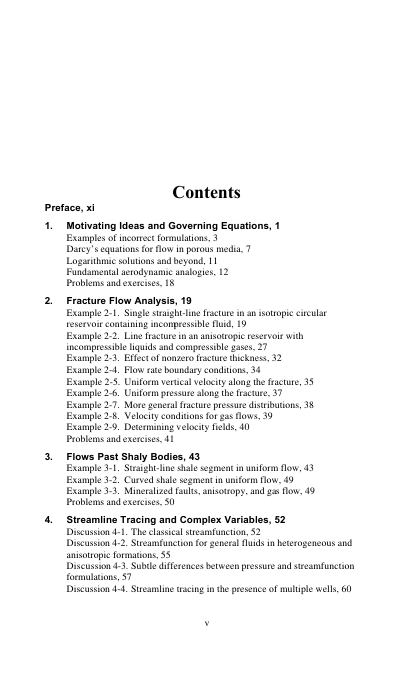 Contents
Preface, xi
1. Motivating Ideas and Governing Equations, 1
Examples of incorrect formulations, 3
Darcy's equations for flow in porous media, 7
Logarithmic solutions and beyond, 11
Fundamental aerodynamic analogies, 12
Problems and exercises, 18
2. Fracture Flow Analysis, 19
Example 2-1. Single straight-line fracture in an isotropic circular
reservoir containing incompressible fluid, 19
Example 2-2. Line fracture in an anisotropic reservoir with
incompressible liquids and compressible gases, 27
Example 2-3. Effect of nonzero fracture thickness, 32
Example 2-4. Flow rate boundary conditions, 34
Example 2-5. Uniform vertical velocity along the fracture, 35
Example 2-6. Uniform pressure along the fracture, 37
Example 2-7. More general fracture pressure distributions, 38
Example 2-8. Velocity conditions for gas flows, 39
Example 2-9. Determining velocity fields, 40
Problems and exercises, 41
3. Flows Past Shaly Bodies, 43
Example 3-1. Straight-line shale segment in uniform flow, 43
Example 3-2. Curved shale segment in uniform flow, 49
Example 3-3. Mineralized faults, anisotropy, and gas flow, 49
Problems and exercises, 50
4. Streamline Tracing and Complex Variables, 52
Discussion 4-1. The classical streamfunction, 52
Discussion 4-2. Streamfunction for general fluids in heterogeneous and
anisotropic formations, 55
Discussion 4-3. Subtle differences between pressure and streamfunction
formulations, 57
Discussion 4-4. Streamline tracing in the presence of multiple wells, 60
v